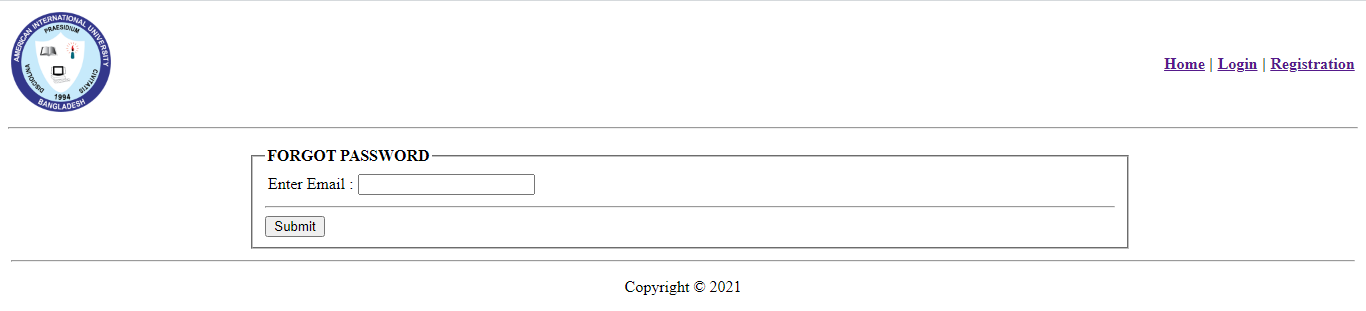 AMERICAN INTERNATIONAL UNIVERSITY
PRAESIDIUM
DISCIPLINA
CIVITATIS
1994
BANGLADESH
Home | Login | Registration
FORGOT PASSWORD
Enter Email :
Submit
Copyright © 2021